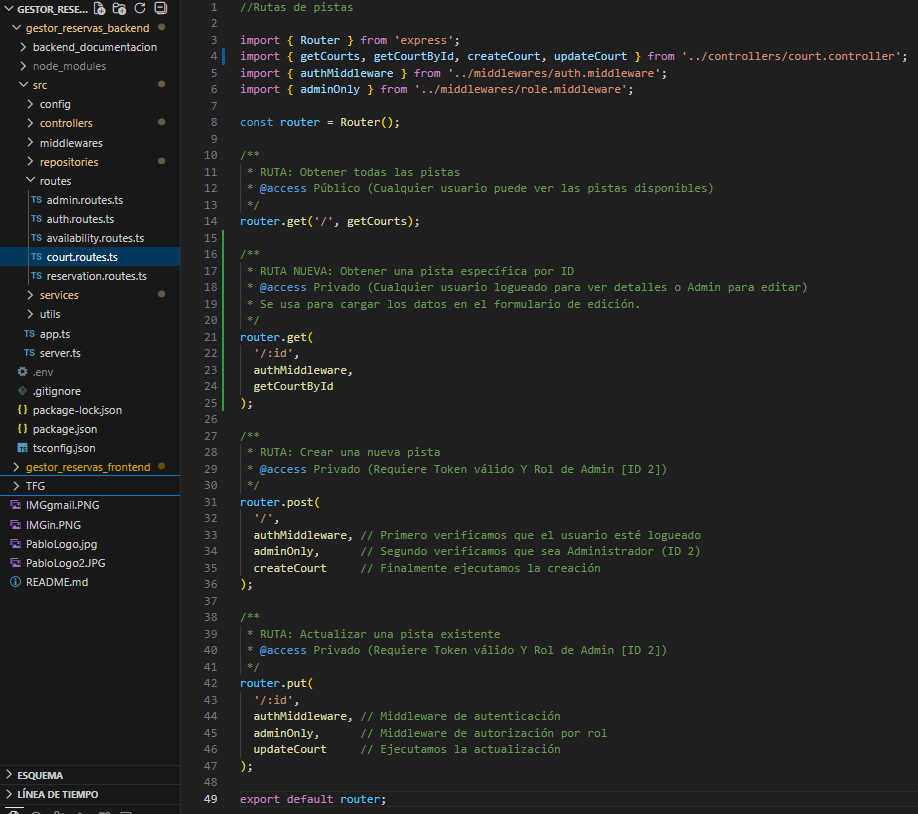 GESTOR_RESE...
gestor_reservas_backend
backend_documentacion
node_modules
src
config
controllers
middlewares
repositories
routes
TS admin.routes.ts
TS auth.routes.ts
TS availability.routes.ts
TS court.routes.ts
TS reservation.routes.ts
services
utils
TS app.ts
TS server.ts
.env
.gitignore
{} package-lock.json
{} package.json
TS tsconfig.json
gestor_reservas_frontend
TFG
IMGgmail.PNG
IMGin.PNG
PabloLogo.jpg
PabloLogo2.JPG
README.md
ESQUEMA
LÍNEA DE TIEMPO
1 //Rutas de pistas
2
3 import { Router } from 'express';
4 import { getCourts, getCourtById, createCourt, updateCourt } from '../controllers/court.controller';
5 import { authMiddleware } from '../middlewares/auth.middleware';
6 import { adminOnly } from '../middlewares/role.middleware';
7
8 const router = Router();
9
10 /**
11  * RUTA: Obtener todas las pistas
12  * @access Público (Cualquier usuario puede ver las pistas disponibles)
13  */
14 router.get('/', getCourts);
15
16 /**
17  * RUTA NUEVA: Obtener una pista específica por ID
18  * @access Privado (Cualquier usuario logueado para ver detalles o Admin para editar)
19  * Se usa para cargar los datos en el formulario de edición.
20  */
21 router.get(
22   '/:id',
23   authMiddleware,
24   getCourtById
25 );
26
27 /**
28  * RUTA: Crear una nueva pista
29  * @access Privado (Requiere Token válido Y Rol de Admin [ID 2])
30  */
31 router.post(
32   '/',
33   authMiddleware, // Primero verificamos que el usuario esté logueado
34   adminOnly,      // Segundo verificamos que sea Administrador (ID 2)
35   createCourt     // Finalmente ejecutamos la creación
36 );
37
38 /**
39  * RUTA: Actualizar una pista existente
40  * @access Privado (Requiere Token válido Y Rol de Admin [ID 2])
41  */
42 router.put(
43   '/:id',
44   authMiddleware, // Middleware de autenticación
45   adminOnly,      // Middleware de autorización por rol
46   updateCourt     // Ejecutamos la actualización
47 );
48
49 export default router;